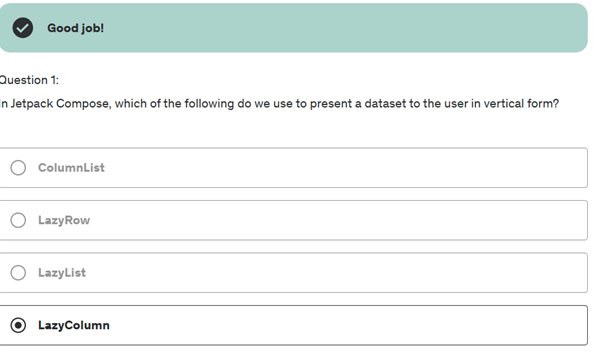 Good job!
Question 1:
In Jetpack Compose, which of the following do we use to present a dataset to the user in vertical form?
ColumnList
LazyRow
LazyList
LazyColumn